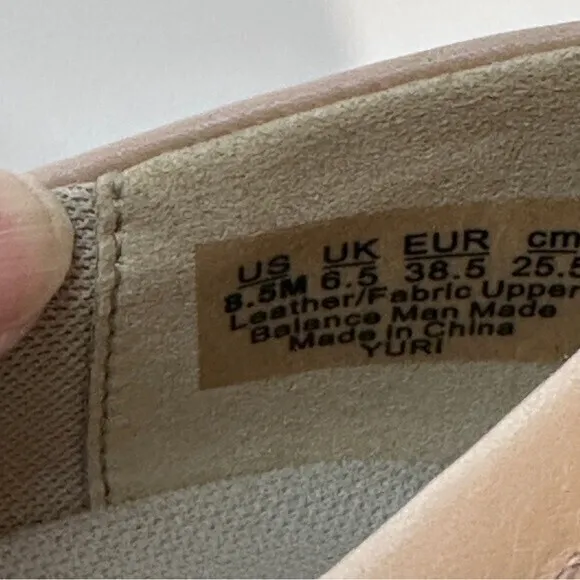 US UK EUR cm
8.5M 6.5 38.5 25.5
Leather/Fabric Upper
Balance Man Made
Made in China
YURI